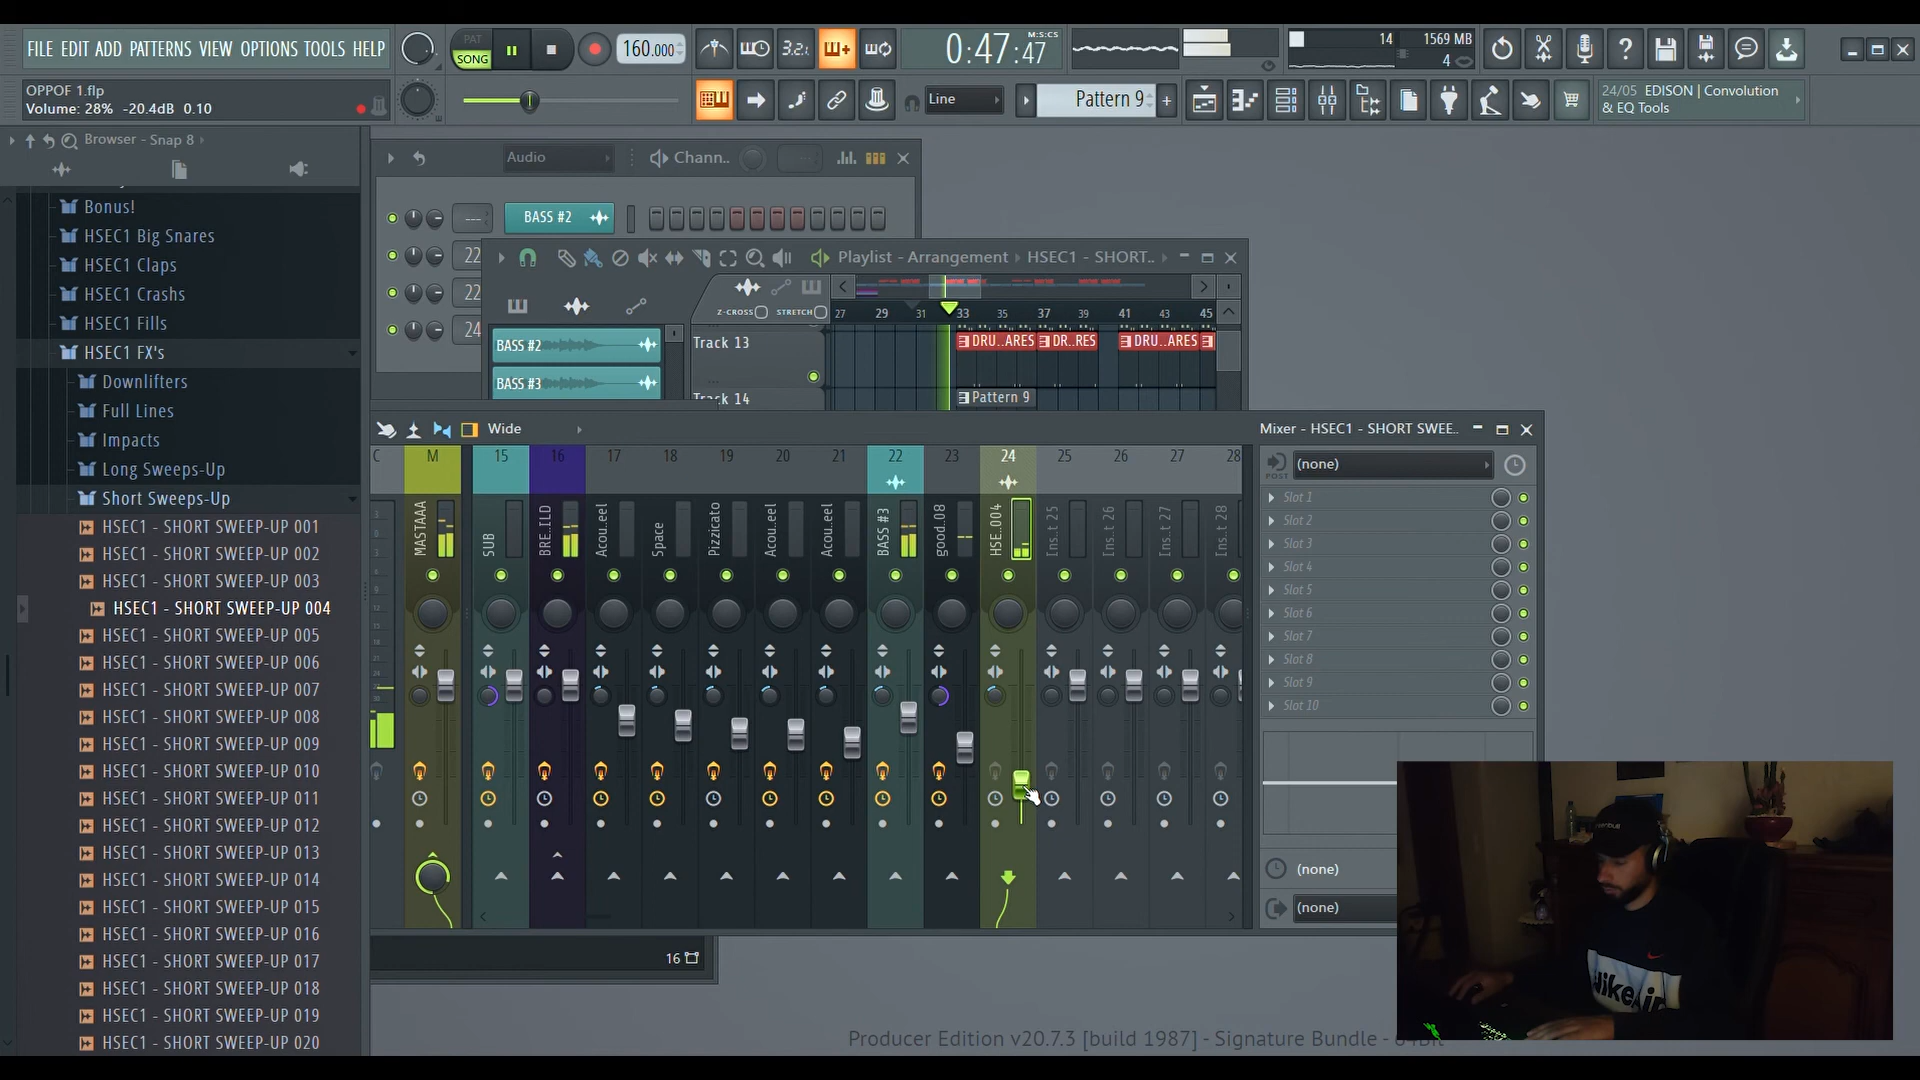 FILE EDIT ADD PATTERNS VIEW OPTIONS TOOLS HELP
PAT
SONG
160.000
3.2.
0:47:47
M:S:CS
14
1569 MB
4
OPPOF 1.flp
Volume: 28% -20.4dB 0.10
Line
Pattern 9
24/05 EDISON | Convolution
& EQ Tools
Browser - Snap 8
Bonus!
HSEC1 Big Snares
HSEC1 Claps
HSEC1 Crashs
HSEC1 Fills
HSEC1 FX's
Downlifters
Full Lines
Impacts
Long Sweeps-Up
Short Sweeps-Up
HSEC1 - SHORT SWEEP-UP 001
HSEC1 - SHORT SWEEP-UP 002
HSEC1 - SHORT SWEEP-UP 003
HSEC1 - SHORT SWEEP-UP 004
HSEC1 - SHORT SWEEP-UP 005
HSEC1 - SHORT SWEEP-UP 006
HSEC1 - SHORT SWEEP-UP 007
HSEC1 - SHORT SWEEP-UP 008
HSEC1 - SHORT SWEEP-UP 009
HSEC1 - SHORT SWEEP-UP 010
HSEC1 - SHORT SWEEP-UP 011
HSEC1 - SHORT SWEEP-UP 012
HSEC1 - SHORT SWEEP-UP 013
HSEC1 - SHORT SWEEP-UP 014
HSEC1 - SHORT SWEEP-UP 015
HSEC1 - SHORT SWEEP-UP 016
HSEC1 - SHORT SWEEP-UP 017
HSEC1 - SHORT SWEEP-UP 018
HSEC1 - SHORT SWEEP-UP 019
HSEC1 - SHORT SWEEP-UP 020
Audio
Chann..
---
BASS #2
22
22
24
Playlist - Arrangement › HSEC1 - SHORT..
Z-CROSS STRETCH
27 29 31 33 35 37 39 41 43 45
BASS #2
BASS #3
Track 13
DRU..ARES
DR..RES
DRU..ARES
Track 14
Pattern 9
Wide
Mixer - HSEC1 - SHORT SWEE..
C M 15 16 17 18 19 20 22 23 24 25 26 27 28
21
MASTAAA
SUB
BRE..ILD
Acou..eel
Space
Pizzicato
Acou..eel
Acou..eel
BASS #3
good..08
HSE..004
Ins.t 25
Ins.t 26
Ins.t 27
Ins.t 28
POST
(none)
Slot 1
Slot 2
Slot 3
Slot 4
Slot 5
Slot 6
Slot 7
Slot 8
Slot 9
Slot 10
(none)
(none)
16
Producer Edition v20.7.3 [build 1987] - Signature Bundle - 64Bit